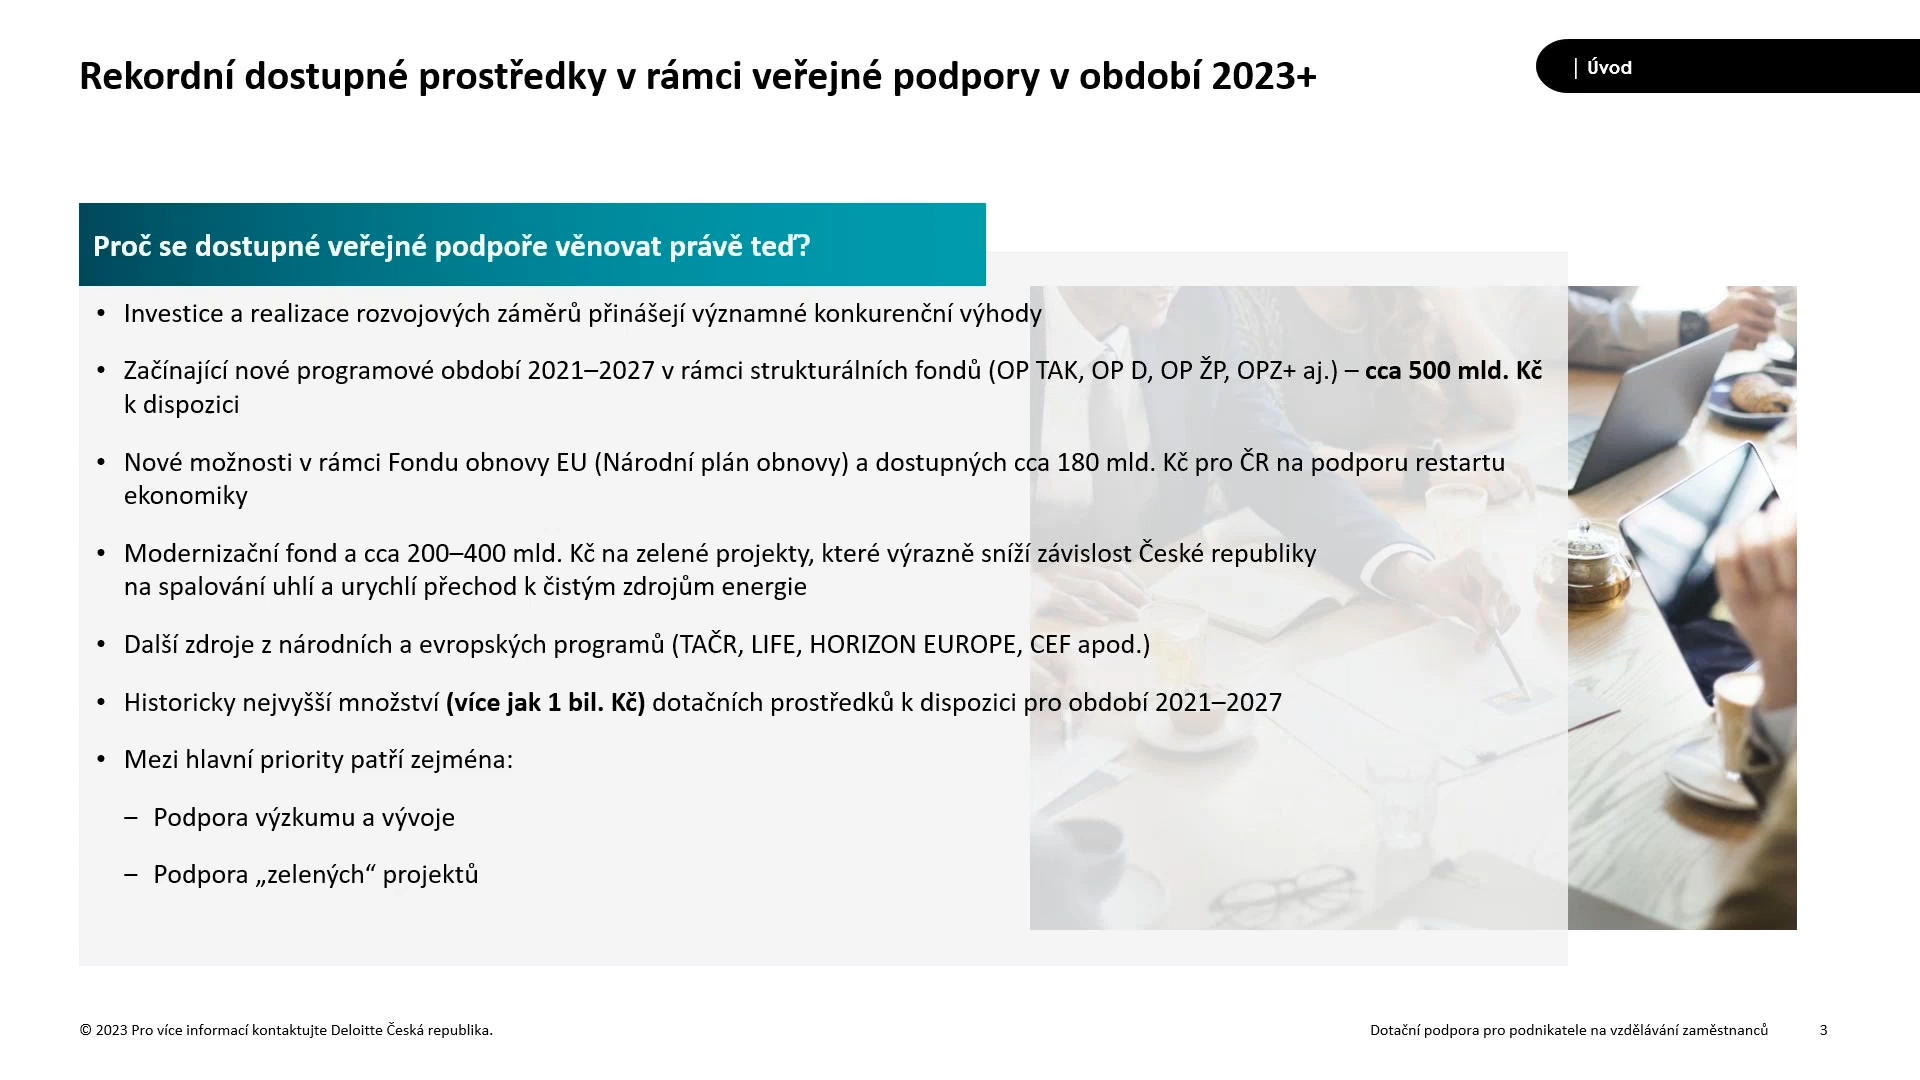 Rekordní dostupné prostředky v rámci veřejné podpory v období 2023+
| Úvod
Proč se dostupné veřejné podpoře věnovat právě teď?
• Investice a realizace rozvojových záměrů přinášejí významné konkurenční výhody
• Začínající nové programové období 2021–2027 v rámci strukturálních fondů (OP TAK, OP D, OP ŽP, OPZ+ aj.) – cca 500 mld. Kč
k dispozici
• Nové možnosti v rámci Fondu obnovy EU (Národní plán obnovy) a dostupných cca 180 mld. Kč pro ČR na podporu restartu
ekonomiky
• Modernizační fond a cca 200–400 mld. Kč na zelené projekty, které výrazně sníží závislost České republiky
na spalování uhlí a urychlí přechod k čistým zdrojům energie
• Další zdroje z národních a evropských programů (TAČR, LIFE, HORIZON EUROPE, CEF apod.)
• Historicky nejvyšší množství (více jak 1 bil. Kč) dotačních prostředků k dispozici pro období 2021–2027
• Mezi hlavní priority patří zejména:
– Podpora výzkumu a vývoje
– Podpora „zelených“ projektů
© 2023 Pro více informací kontaktujte Deloitte Česká republika.
Dotační podpora pro podnikatele na vzdělávání zaměstnanců
3